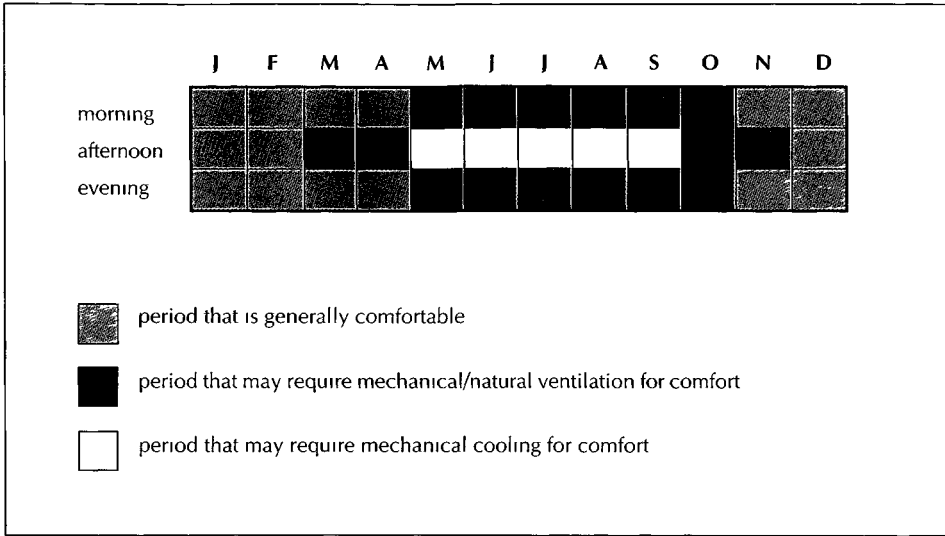 J F M A M J J A S O N D
morning
afternoon
evening
period that is generally comfortable
period that may require mechanical/natural ventilation for comfort
period that may require mechanical cooling for comfort